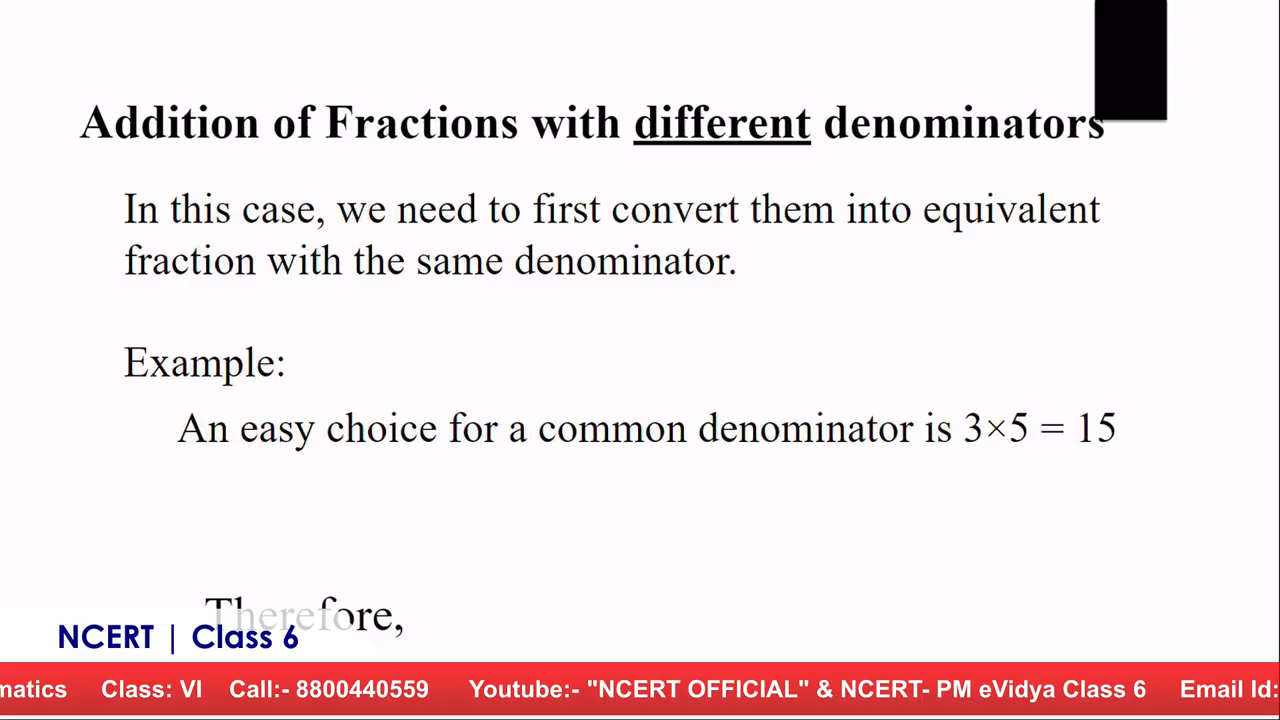 Addition of Fractions with different denominators
In this case, we need to first convert them into equivalent
fraction with the same denominator.
Example:
An easy choice for a common denominator is 3×5 = 15
Therefore,
NCERT | Class 6
matics Class: VI Call:- 8800440559 Youtube:- "NCERT OFFICIAL" & NCERT- PM eVidya Class 6 Email Id: